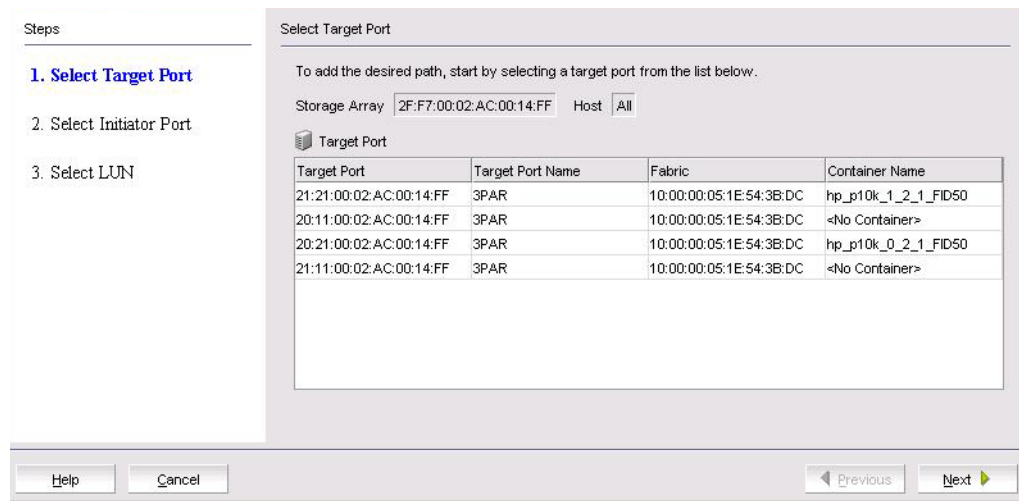 Steps
1. Select Target Port
2. Select Initiator Port
3. Select LUN
Select Target Port
To add the desired path, start by selecting a target port from the list below.
Storage Array 2F:F7:00:02:AC:00:14:FF Host All
Target Port
Target Port Target Port Name Fabric Container Name
21:21:00:02:AC:00:14:FF 3PAR 10:00:00:05:1E:54:3B:DC hp_p10k_1_2_1_FID50
20:11:00:02:AC:00:14:FF 3PAR 10:00:00:05:1E:54:3B:DC <No Container>
20:21:00:02:AC:00:14:FF 3PAR 10:00:00:05:1E:54:3B:DC hp_p10k_0_2_1_FID50
21:11:00:02:AC:00:14:FF 3PAR 10:00:00:05:1E:54:3B:DC <No Container>
Help Cancel Previous Next